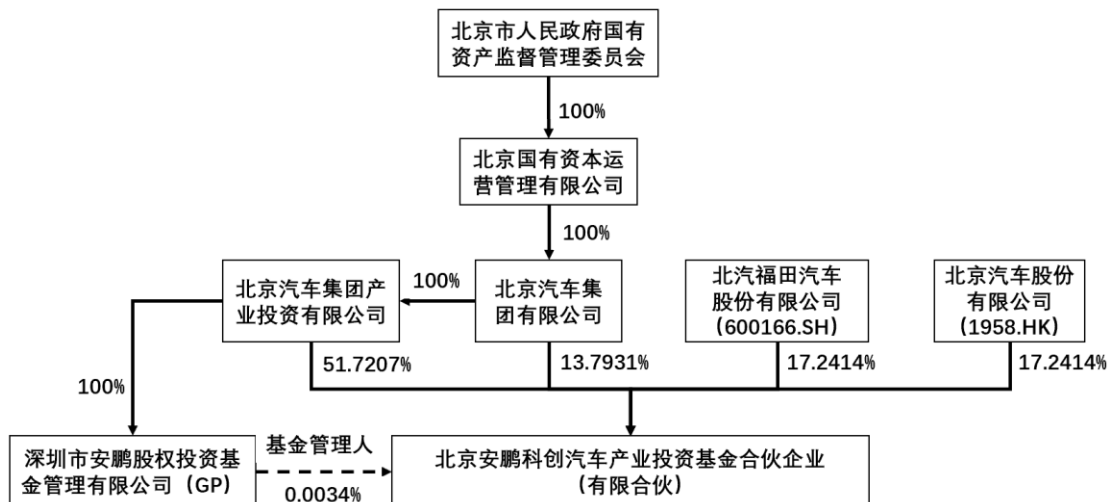 北京市人民政府国有
资产监督管理委员会
100%
北京国有资本运
营管理有限公司
100%
北京汽车集团产
业投资有限公司
100%
北京汽车集
团有限公司
北汽福田汽车
股份有限公司
(600166.SH)
北京汽车股份
有限公司
(1958.HK)
51.7207%
13.7931%
17.2414%
17.2414%
100%
深圳市安鹏股权投资基
金管理有限公司（GP）
基金管理人
0.0034%
北京安鹏科创汽车产业投资基金合伙企业
(有限合伙)